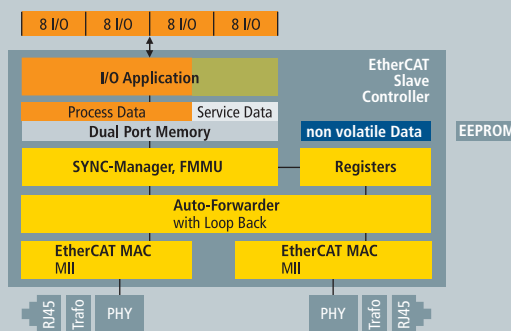 8 I/O 8 I/O 8 I/O 8 I/O
I/O Application
EtherCAT
Slave
Controller
Process Data Service Data
Dual Port Memory
non volatile Data
EEPROM
SYNC-Manager, FMMU
Registers
Auto-Forwarder
with Loop Back
EtherCAT MAC
MII
EtherCAT MAC
MII
RJ45 Trafo PHY
PHY Trafo RJ45